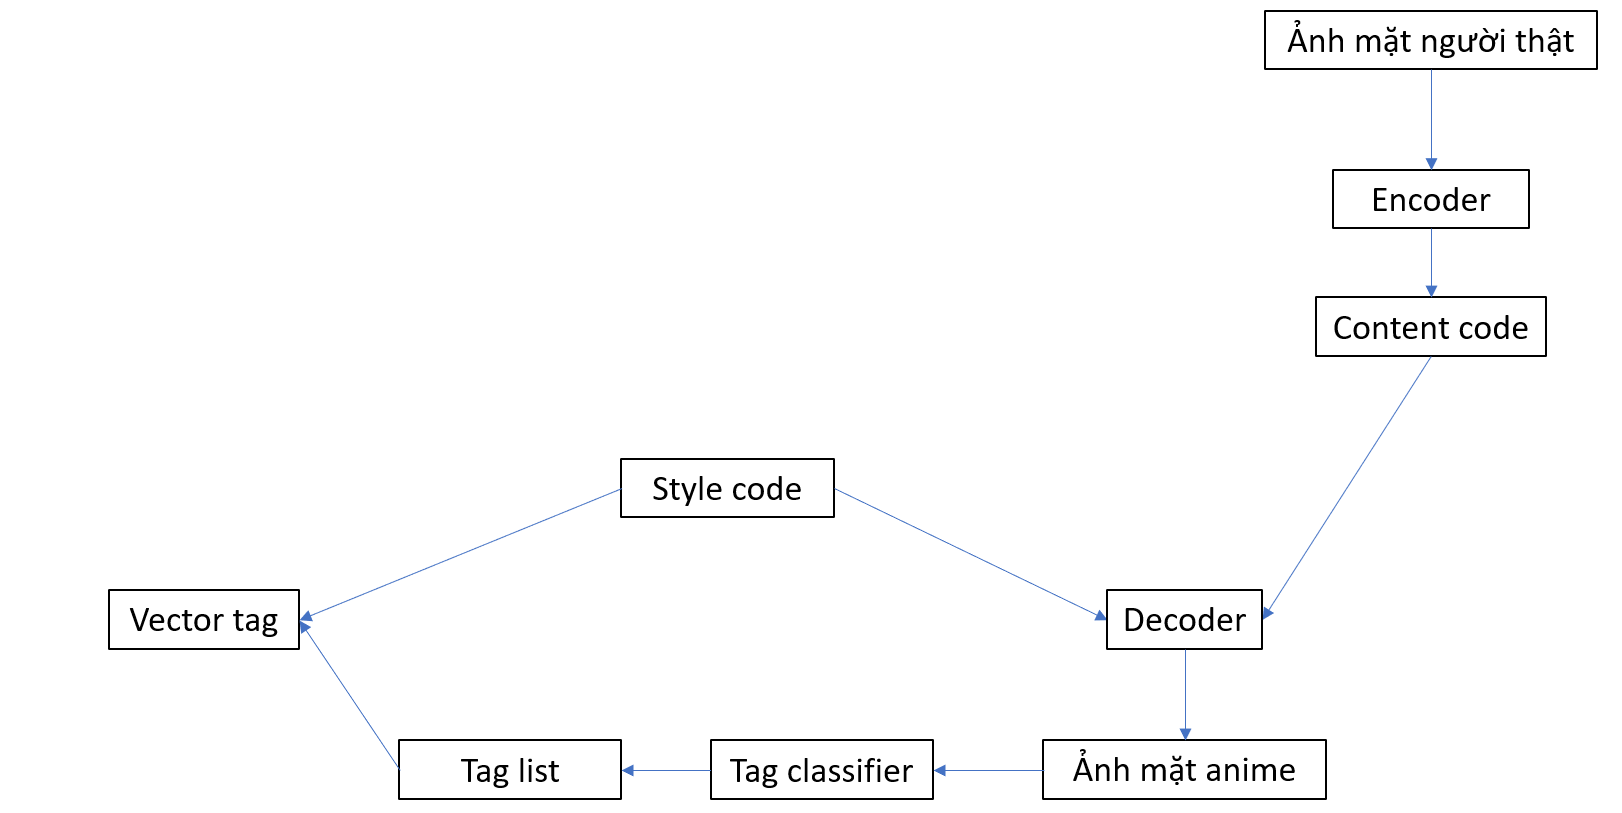 Ảnh mặt người thật
Encoder
Content code
Style code
Vector tag
Decoder
Tag list
Tag classifier
Ảnh mặt anime